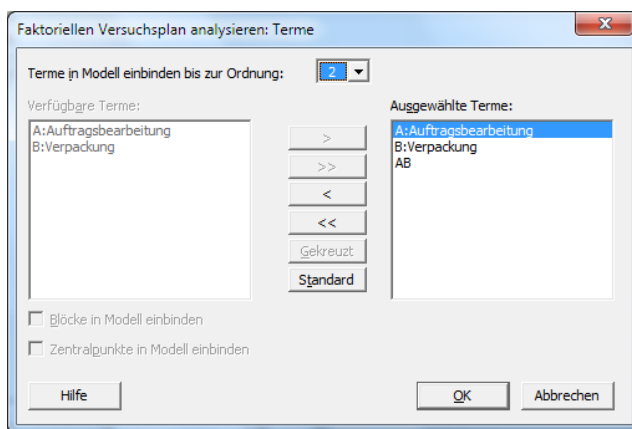 Faktoriellen Versuchsplan analysieren: Terme
Terme in Modell einbinden bis zur Ordnung: 2
Verfügbare Terme:
A:Auftragsbearbeitung
B:Verpackung
>
>>
<
<<
Gekreuzt
Standard
Ausgewählte Terme:
A:Auftragsbearbeitung
B:Verpackung
AB
Blöcke in Modell einbinden
Zentralpunkte in Modell einbinden
Hilfe
OK
Abbrechen